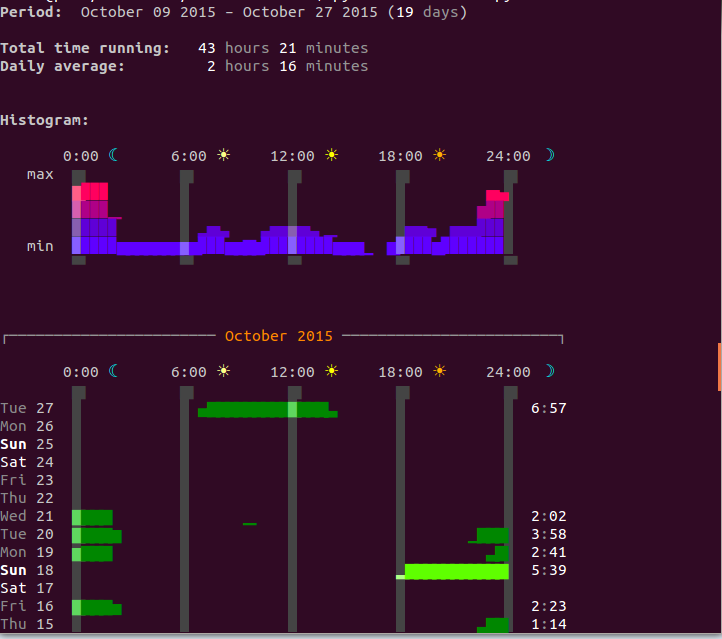 Period: October 09 2015 – October 27 2015 (19 days)
Total time running: 43 hours 21 minutes
Daily average: 2 hours 16 minutes
Histogram:
0:00 ☾ 6:00 ☀ 12:00 ☀ 18:00 ☀ 24:00 ☽
max
min
October 2015
0:00 ☾ 6:00 ☀ 12:00 ☀ 18:00 ☀ 24:00 ☽
Tue 27 6:57
Mon 26
Sun 25
Sat 24
Fri 23
Thu 22
Wed 21 2:02
Tue 20 3:58
Mon 19 2:41
Sun 18 5:39
Sat 17
Fri 16 2:23
Thu 15 1:14